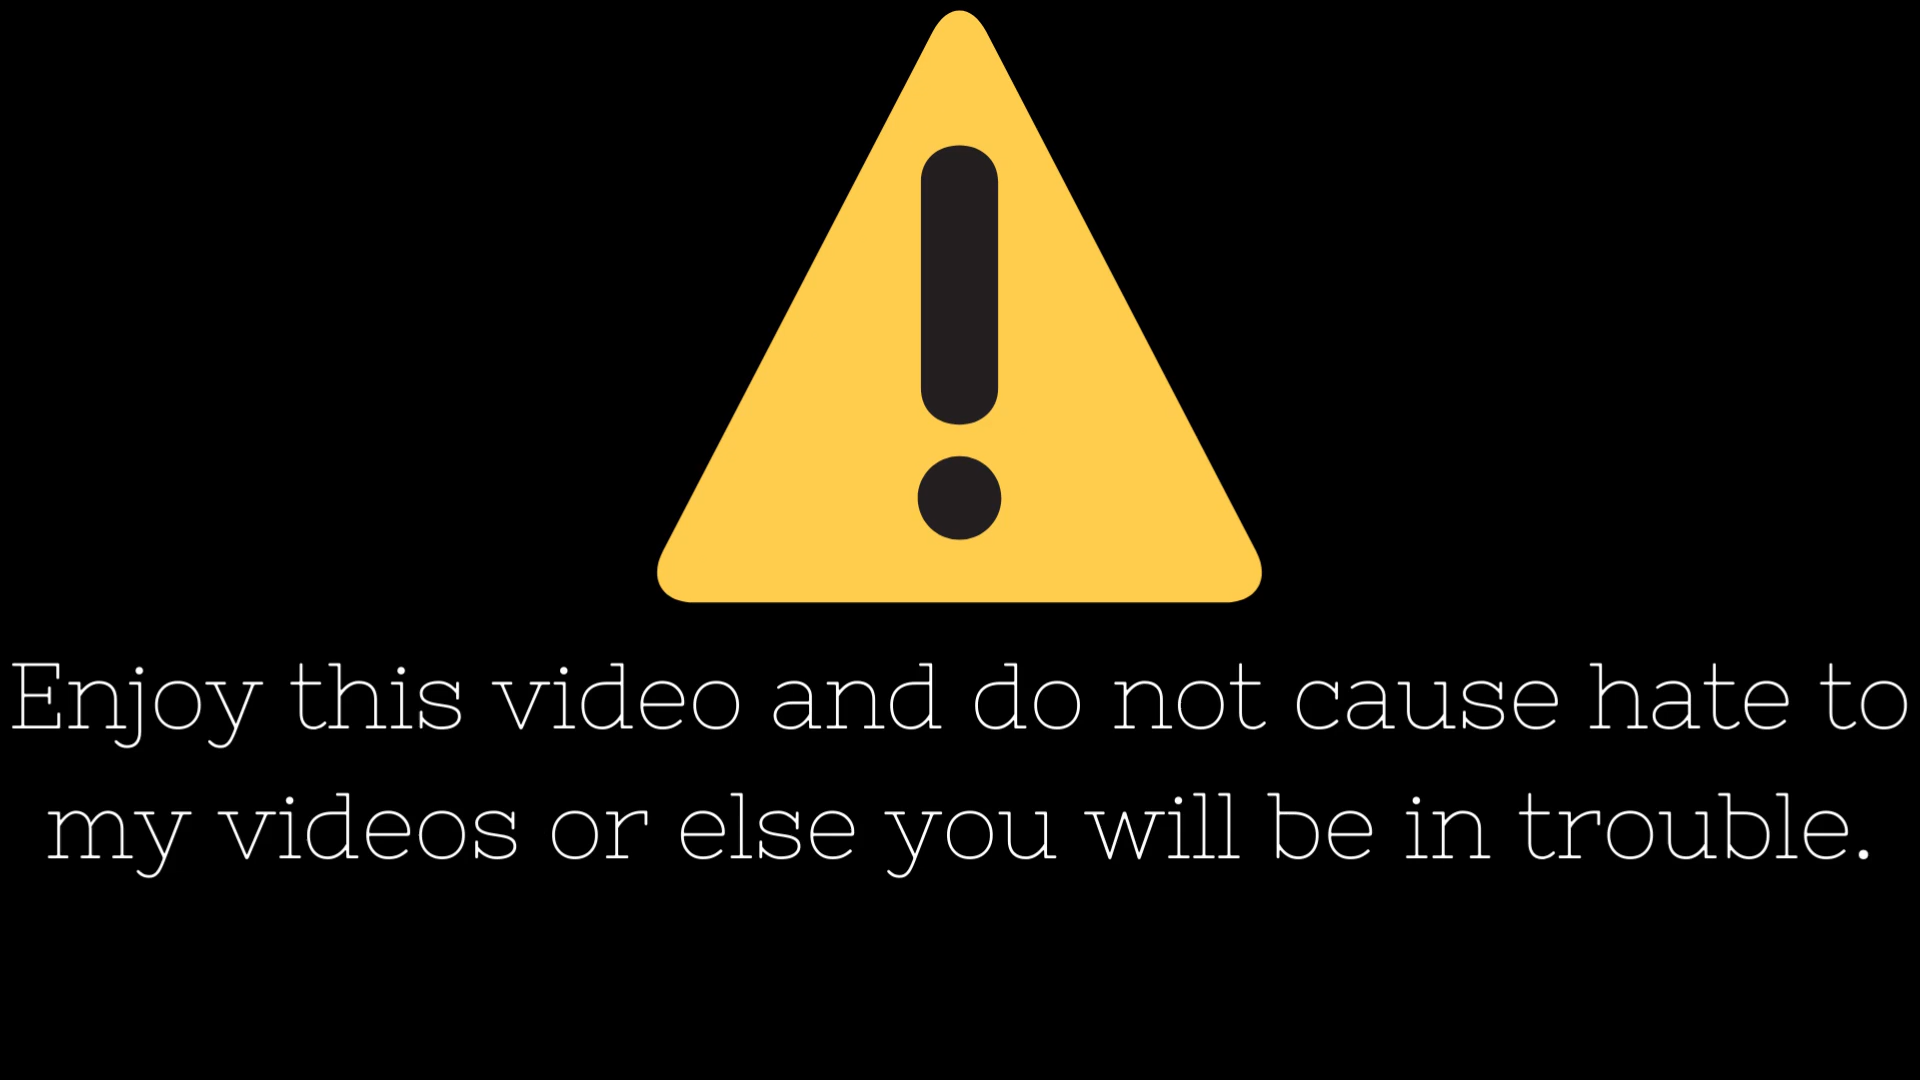 Enjoy this video and do not cause hate to
my videos or else you will be in trouble.